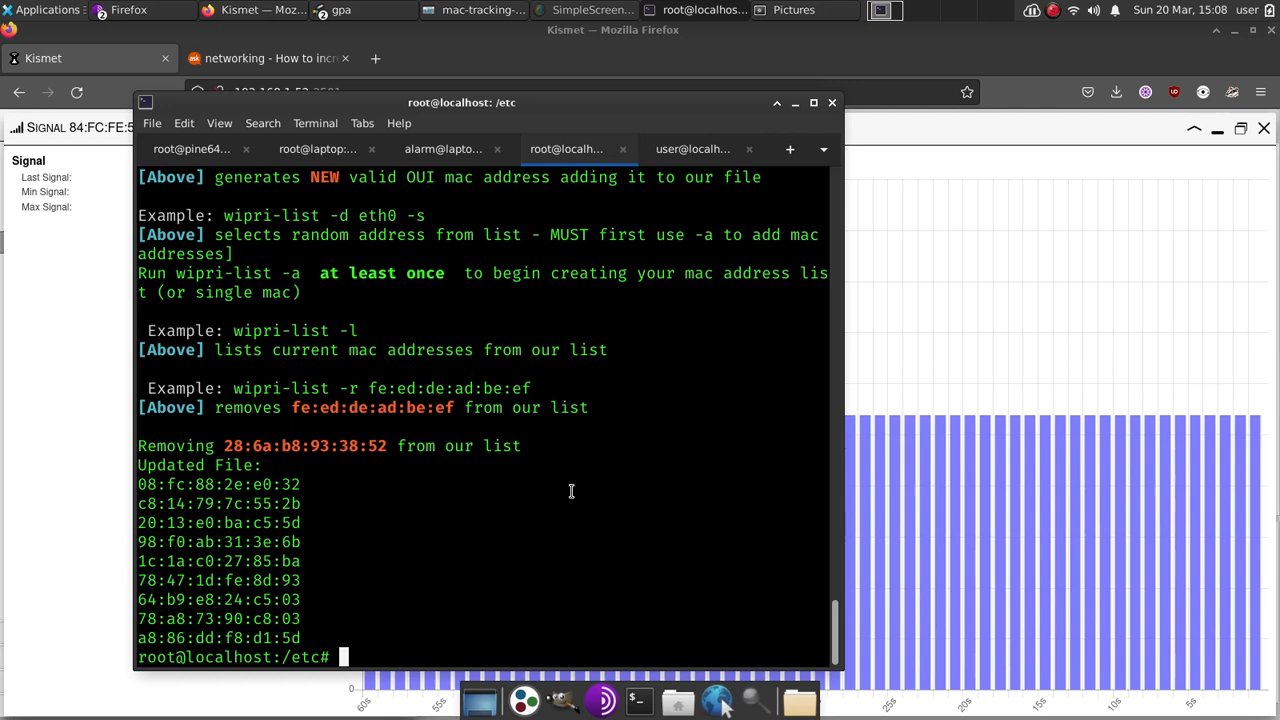 Applications
Firefox
Kismet — Moz...
2 gpa
mac-tracking-...
SimpleScreen...
root@localhos...
Pictures
Sun 20 Mar, 15:08
user
Kismet — Mozilla Firefox
Kismet
networking - How to incre
SIGNAL 84:FC:FE:5
Signal
Last Signal:
Min Signal:
Max Signal:
root@localhost: /etc
File Edit View Search Terminal Tabs Help
root@pine64...
root@laptop:...
alarm@lapto...
root@localh...
user@localh...
[Above] generates NEW valid OUI mac address adding it to our file
Example: wipri-list -d eth0 -s
[Above] selects random address from list - MUST first use -a to add mac
addresses]
Run wipri-list -a  at least once  to begin creating your mac address lis
t (or single mac)
Example: wipri-list -l
[Above] lists current mac addresses from our list
Example: wipri-list -r fe:ed:de:ad:be:ef
[Above] removes fe:ed:de:ad:be:ef from our list
Removing 28:6a:b8:93:38:52 from our list
Updated File:
08:fc:88:2e:e0:32
c8:14:79:7c:55:2b
20:13:e0:ba:c5:5d
98:f0:ab:31:3e:6b
1c:1a:c0:27:85:ba
78:47:1d:fe:8d:93
64:b9:e8:24:c5:03
78:a8:73:90:c8:03
a8:86:dd:f8:d1:5d
root@localhost:/etc#
0
60s
55s
25s
20s
15s
10s
5s